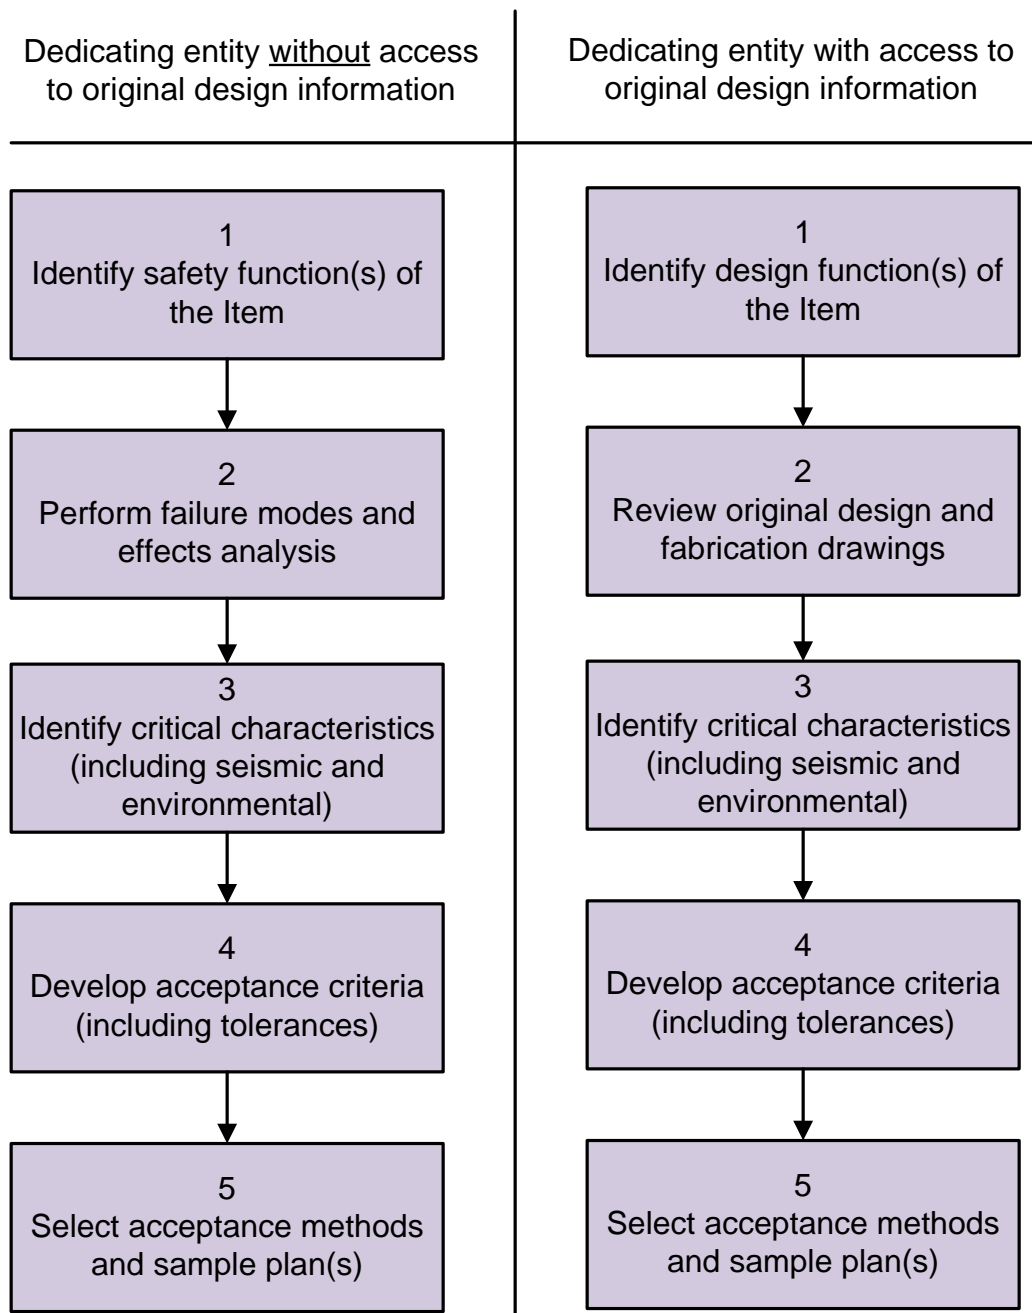 Dedicating entity without access
to original design information
Dedicating entity with access to
original design information
1
Identify safety function(s) of
the Item
2
Perform failure modes and
effects analysis
3
Identify critical characteristics
(including seismic and
environmental)
4
Develop acceptance criteria
(including tolerances)
5
Select acceptance methods
and sample plan(s)
1
Identify design function(s) of
the Item
2
Review original design and
fabrication drawings
3
Identify critical characteristics
(including seismic and
environmental)
4
Develop acceptance criteria
(including tolerances)
5
Select acceptance methods
and sample plan(s)